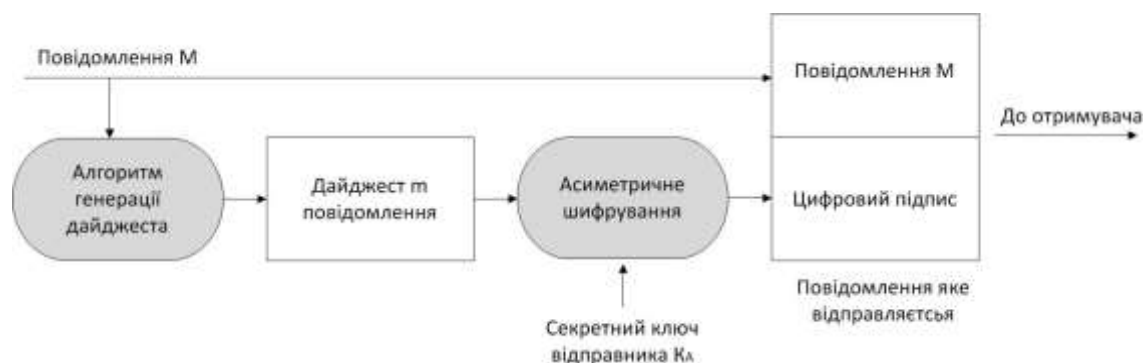 Повідомлення М
Повідомлення М
До отримувача
Алгоритм
генерації
дайджеста
Дайджест m
повідомлення
Асиметричне
шифрування
Цифровий підпис
Повідомлення яке
відправляєтсья
Секретний ключ
відправника KA